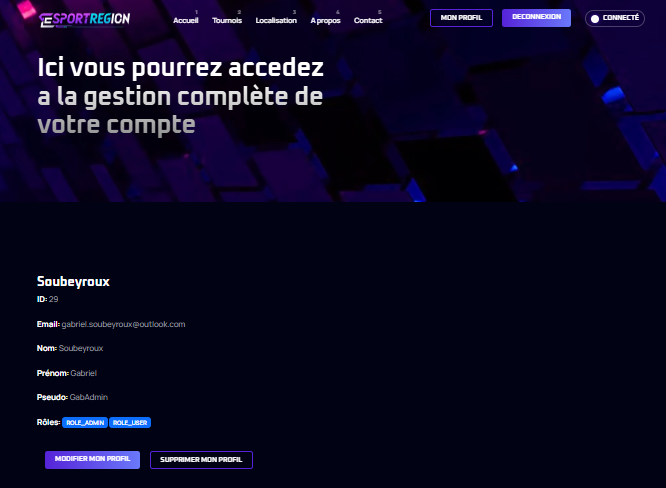 ESPORTREGION
1 2 3 4 5
Accueil Tournois Localisation A propos Contact MON PROFIL DECONNEXION CONNECTÉ
Ici vous pourrez accedez
a la gestion complète de
votre compte
Soubeyroux
ID: 29
Email: gabriel.soubeyroux@outlook.com
Nom: Soubeyroux
Prénom: Gabriel
Pseudo: GabAdmin
Rôles: ROLE_ADMIN ROLE_USER
MODIFIER MON PROFIL SUPPRIMER MON PROFIL